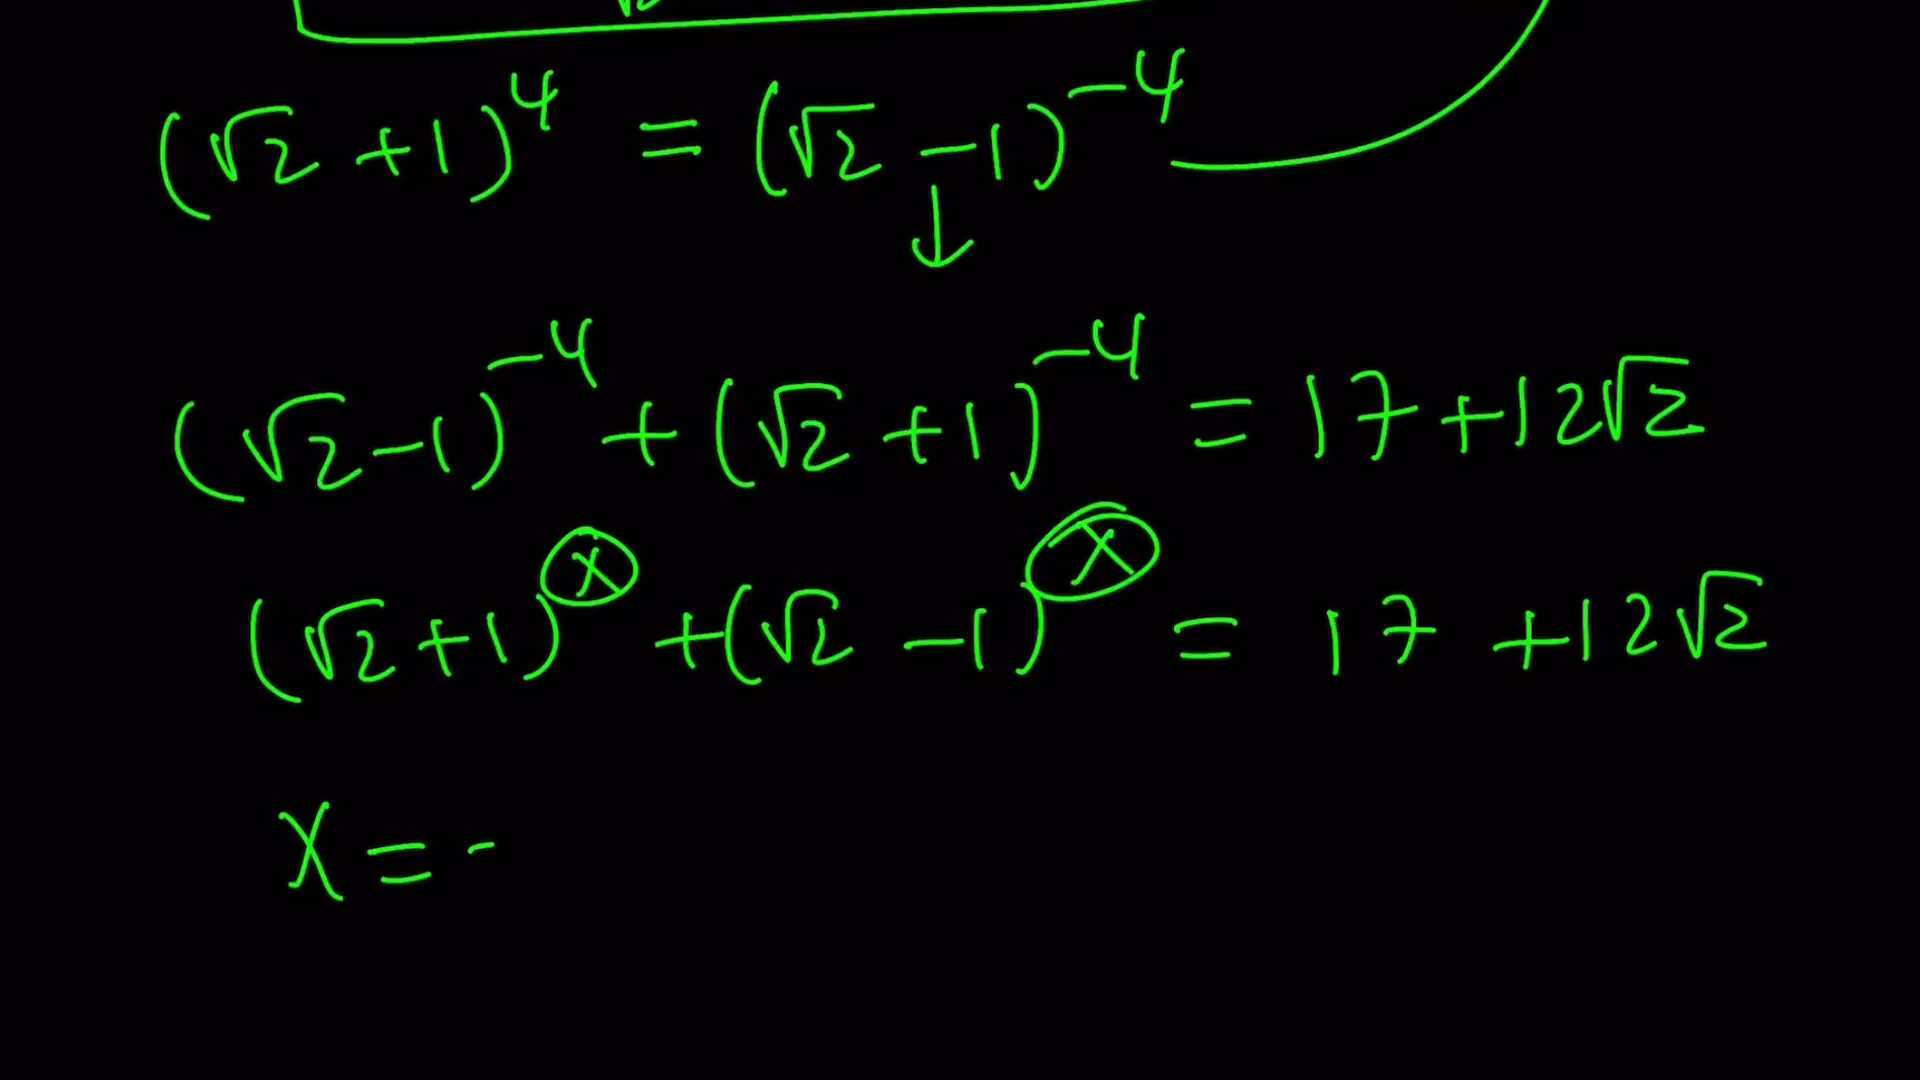 (√2 + 1)⁴ = (√2 - 1)⁻⁴
(√2 - 1)⁻⁴ + (√2 + 1)⁻⁴ = 17 + 12√2
(√2 + 1)ˣ + (√2 - 1)ˣ = 17 + 12√2
X = -